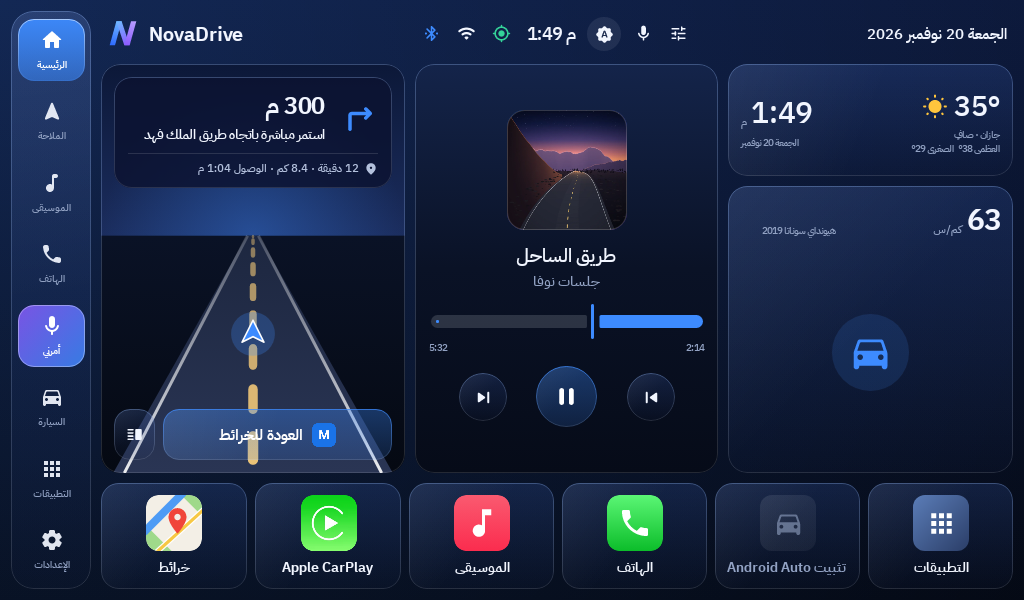 الجمعة 20 نوفمبر 2026
1:49 م
A
NovaDrive
35°
جازان • صافي
العظمى 38° الصغرى 29°
1:49 م
الجمعة 20 نوفمبر
63 كم/س
هيونداي سوناتا 2019
طريق الساحل
جلسات نوفا
2:14
5:32
300 م
استمر مباشرة باتجاه طريق الملك فهد
12 دقيقة • 8.4 كم • الوصول 1:04 م
M العودة للخرائط
الرئيسية
الملاحة
الموسيقى
الهاتف
أمرني
السيارة
التطبيقات
الإعدادات
التطبيقات
تثبيت Android Auto
الهاتف
الموسيقى
Apple CarPlay
خرائط